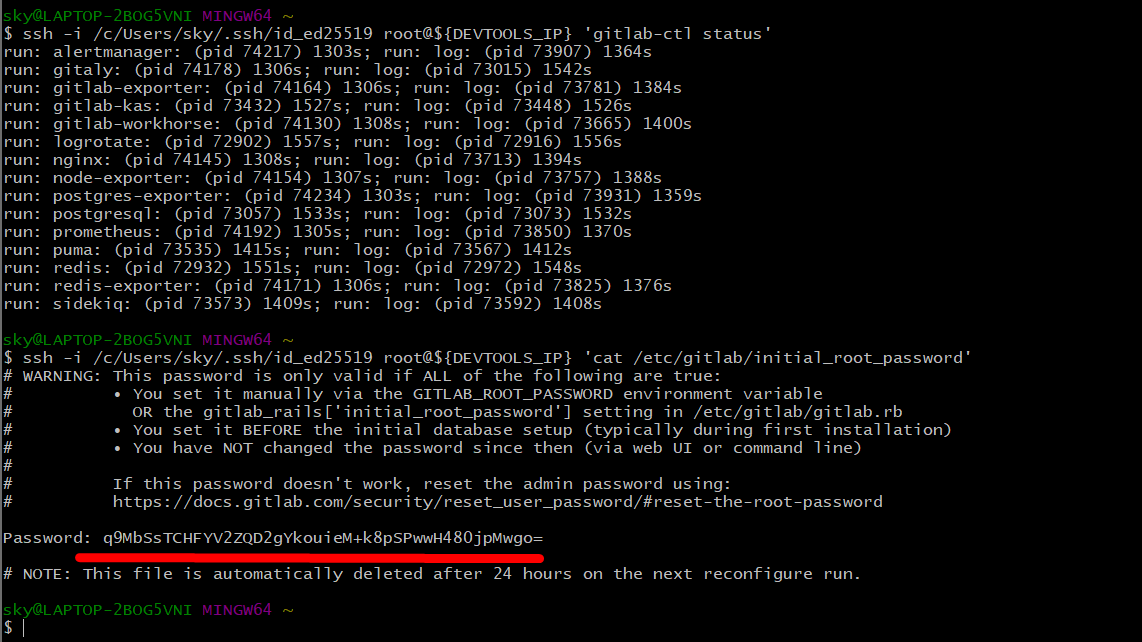 sky@LAPTOP-2BOG5VNI MINGW64 ~
$ ssh -i /c/Users/sky/.ssh/id_ed25519 root@${DEVTOOLS_IP} 'gitlab-ctl status'
run: alertmanager: (pid 74217) 1303s; run: log: (pid 73907) 1364s
run: gitaly: (pid 74178) 1306s; run: log: (pid 73015) 1542s
run: gitlab-exporter: (pid 74164) 1306s; run: log: (pid 73781) 1384s
run: gitlab-kas: (pid 73432) 1527s; run: log: (pid 73448) 1526s
run: gitlab-workhorse: (pid 74130) 1308s; run: log: (pid 73665) 1400s
run: logrotate: (pid 72902) 1557s; run: log: (pid 72916) 1556s
run: nginx: (pid 74145) 1308s; run: log: (pid 73713) 1394s
run: node-exporter: (pid 74154) 1307s; run: log: (pid 73757) 1388s
run: postgres-exporter: (pid 74234) 1303s; run: log: (pid 73931) 1359s
run: postgresql: (pid 73057) 1533s; run: log: (pid 73073) 1532s
run: prometheus: (pid 74192) 1305s; run: log: (pid 73850) 1370s
run: puma: (pid 73535) 1415s; run: log: (pid 73567) 1412s
run: redis: (pid 72932) 1551s; run: log: (pid 72972) 1548s
run: redis-exporter: (pid 74171) 1306s; run: log: (pid 73825) 1376s
run: sidekiq: (pid 73573) 1409s; run: log: (pid 73592) 1408s
sky@LAPTOP-2BOG5VNI MINGW64 ~
$ ssh -i /c/Users/sky/.ssh/id_ed25519 root@${DEVTOOLS_IP} 'cat /etc/gitlab/initial_root_password'
# WARNING: This password is only valid if ALL of the following are true:
# • You set it manually via the GITLAB_ROOT_PASSWORD environment variable
# OR the gitlab_rails['initial_root_password'] setting in /etc/gitlab/gitlab.rb
# • You set it BEFORE the initial database setup (typically during first installation)
# • You have NOT changed the password since then (via web UI or command line)
#
# If this password doesn't work, reset the admin password using:
# https://docs.gitlab.com/security/reset_user_password/#reset-the-root-password
Password: q9MbSsTCHFYV2ZQD2gYkouieM+k8pSPwwH480jpMwgo=
# NOTE: This file is automatically deleted after 24 hours on the next reconfigure run.
sky@LAPTOP-2BOG5VNI MINGW64 ~
$